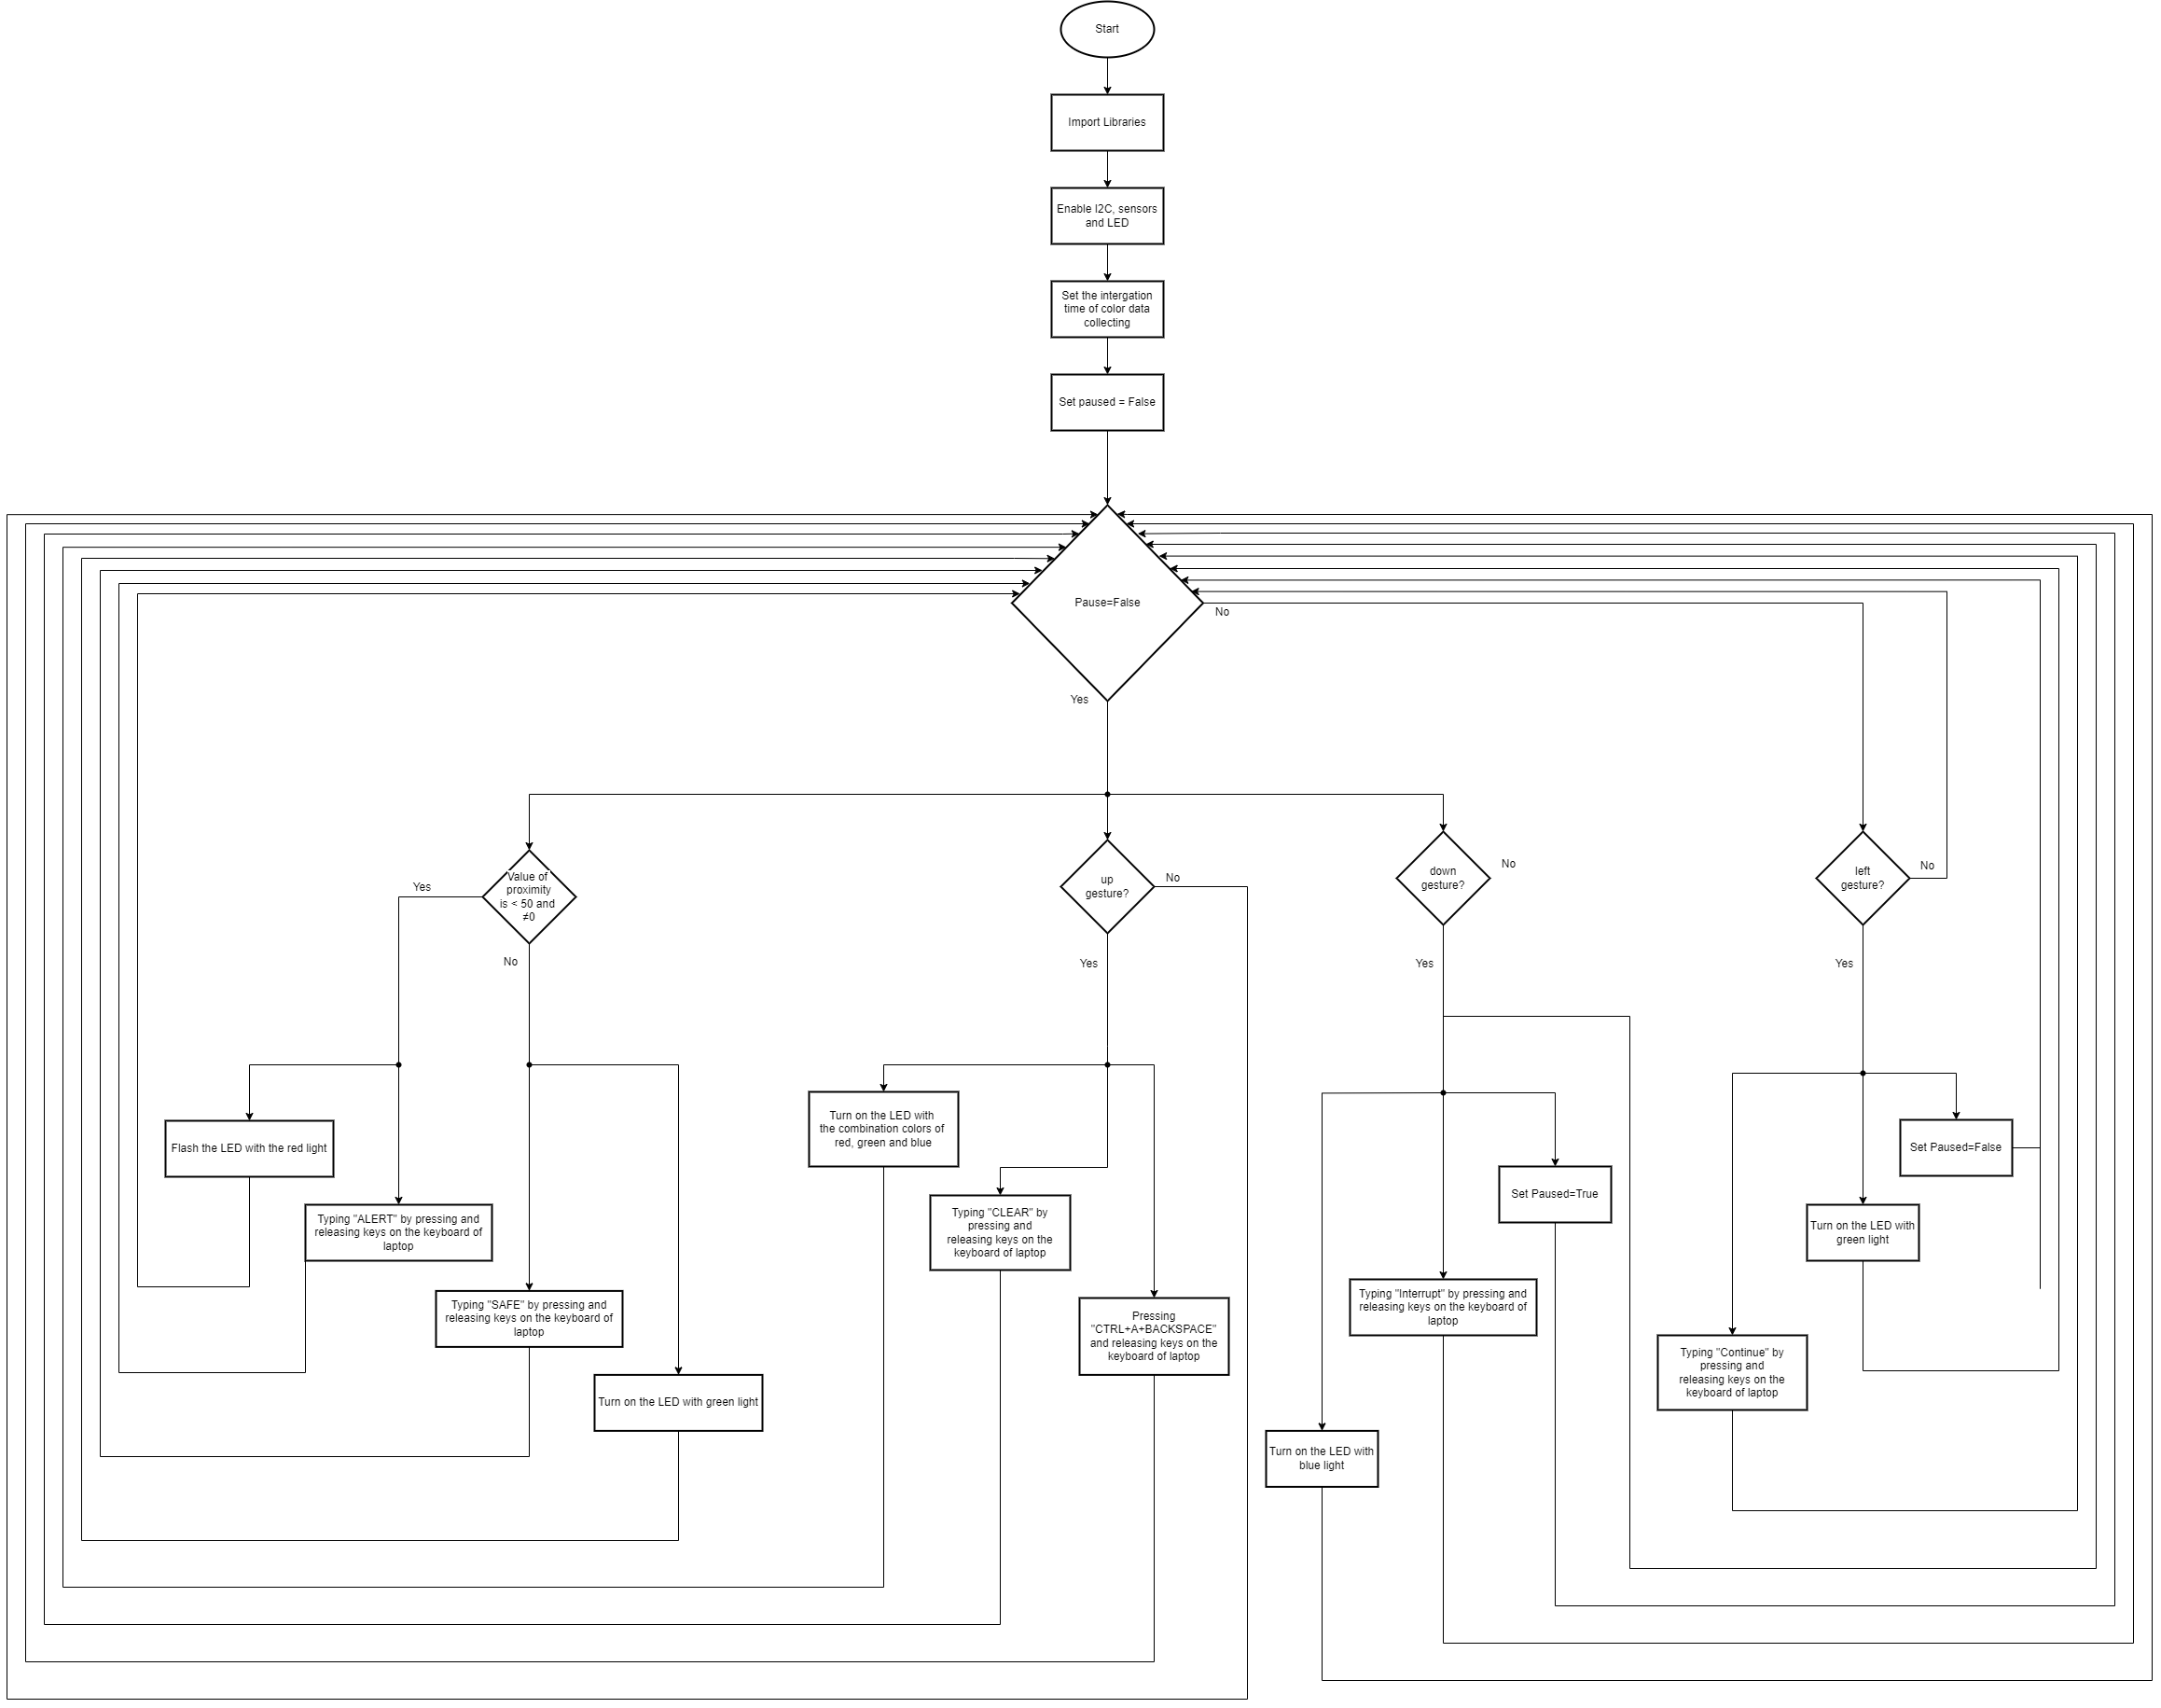 Start
Import Libraries
Enable I2C, sensors
and LED
Set the intergation
time of color data
collecting
Set paused = False
Pause=False
No
Yes
Value of
proximity
is < 50 and
≠0
Yes
No
up
gesture?
No
Yes
down
gesture?
No
Yes
left
gesture?
No
Yes
Flash the LED with the red light
Typing "ALERT" by pressing and
releasing keys on the keyboard of
laptop
Typing "SAFE" by pressing and
releasing keys on the keyboard of
laptop
Turn on the LED with green light
Turn on the LED with
the combination colors of
red, green and blue
Typing "CLEAR" by
pressing and
releasing keys on the
keyboard of laptop
Pressing
"CTRL+A+BACKSPACE"
and releasing keys on the
keyboard of laptop
Turn on the LED with
blue light
Typing "Interrupt" by pressing and
releasing keys on the keyboard of
laptop
Set Paused=True
Typing "Continue" by
pressing and
releasing keys on the
keyboard of laptop
Turn on the LED with
green light
Set Paused=False